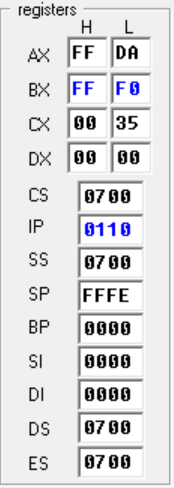 registers
H L
AX FF DA
BX FF F0
CX 00 35
DX 00 00
CS 0700
IP 0110
SS 0700
SP FFFE
BP 0000
SI 0000
DI 0000
DS 0700
ES 0700